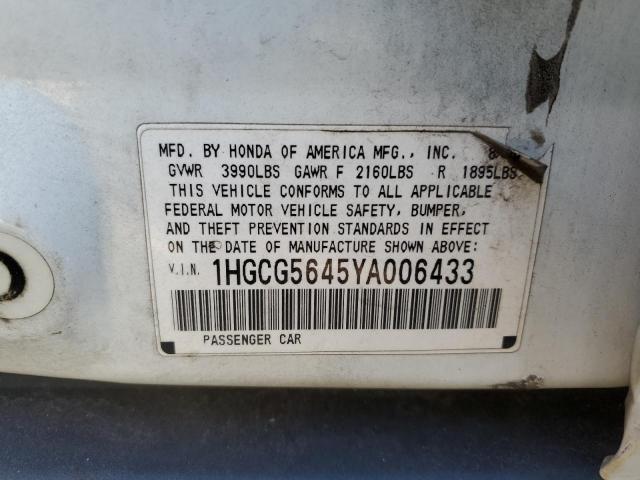 MFD. BY HONDA OF AMERICA MFG., INC.
GVWR 3990LBS GAWR F 2160LBS R 1895LBS
THIS VEHICLE CONFORMS TO ALL APPLICABLE
FEDERAL MOTOR VEHICLE SAFETY, BUMPER,
AND THEFT PREVENTION STANDARDS IN EFFECT
ON THE DATE OF MANUFACTURE SHOWN ABOVE:
V.I.N. 1HGCG5645YA006433
PASSENGER CAR